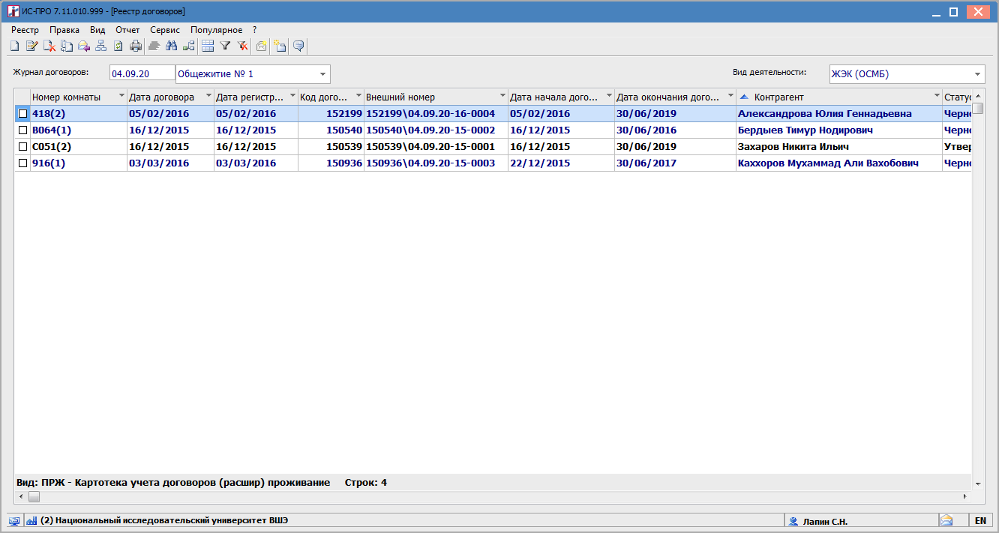 ИС-ПРО 7.11.010.999 - [Реестр договоров]
Реестр Правка Вид Отчет Сервис Популярное ?
Журнал договоров: 04.09.20 Общежитие № 1 Вид деятельности: ЖЭК (ОСМБ)
Номер комнаты Дата договора Дата регистр... Код дого... Внешний номер Дата начала дого... Дата окончания дого... Контрагент Статус
418(2) 05/02/2016 05/02/2016 152199 152199\04.09.20-16-0004 05/02/2016 30/06/2019 Александрова Юлия Геннадьевна Черно
B064(1) 16/12/2015 16/12/2015 150540 150540\04.09.20-15-0002 16/12/2015 30/06/2016 Бердыев Тимур Нодирович Черно
C051(2) 16/12/2015 16/12/2015 150539 150539\04.09.20-15-0001 16/12/2015 30/06/2019 Захаров Никита Ильич Утвер
916(1) 03/03/2016 03/03/2016 150936 150936\04.09.20-15-0003 22/12/2015 30/06/2017 Каххоров Мухаммад Али Вахобович Черно
Вид: ПРЖ - Картотека учета договоров (расшир) проживание Строк: 4
(2) Национальный исследовательский университет ВШЭ Лапин С.Н. EN